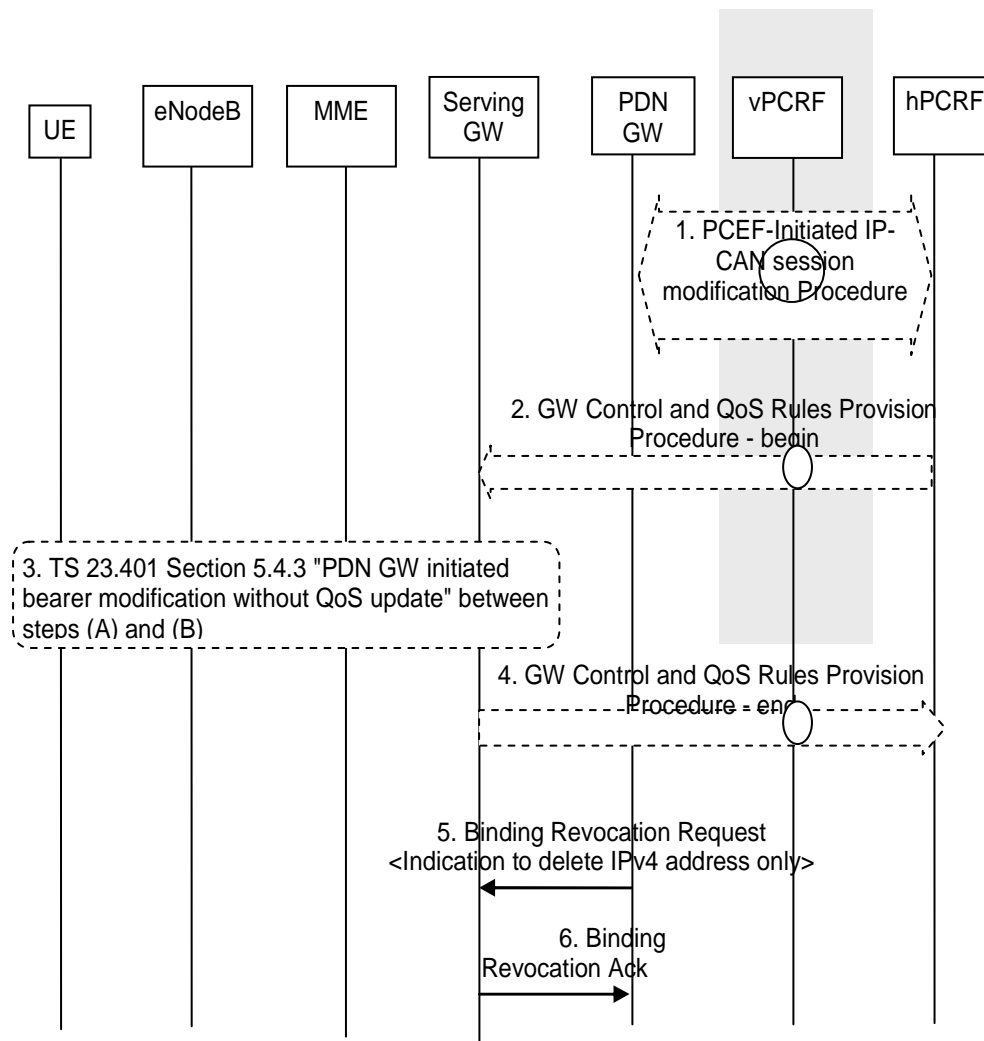 UE
eNodeB
MME
Serving
GW
PDN
GW
vPCRF
hPCRF
1. PCEF-Initiated IP-
CAN session
modification Procedure
2. GW Control and QoS Rules Provision
Procedure - begin
3. TS 23.401 Section 5.4.3 "PDN GW initiated
bearer modification without QoS update" between
steps (A) and (B)
4. GW Control and QoS Rules Provision
Procedure - end
5. Binding Revocation Request
<Indication to delete IPv4 address only>
6. Binding
Revocation Ack